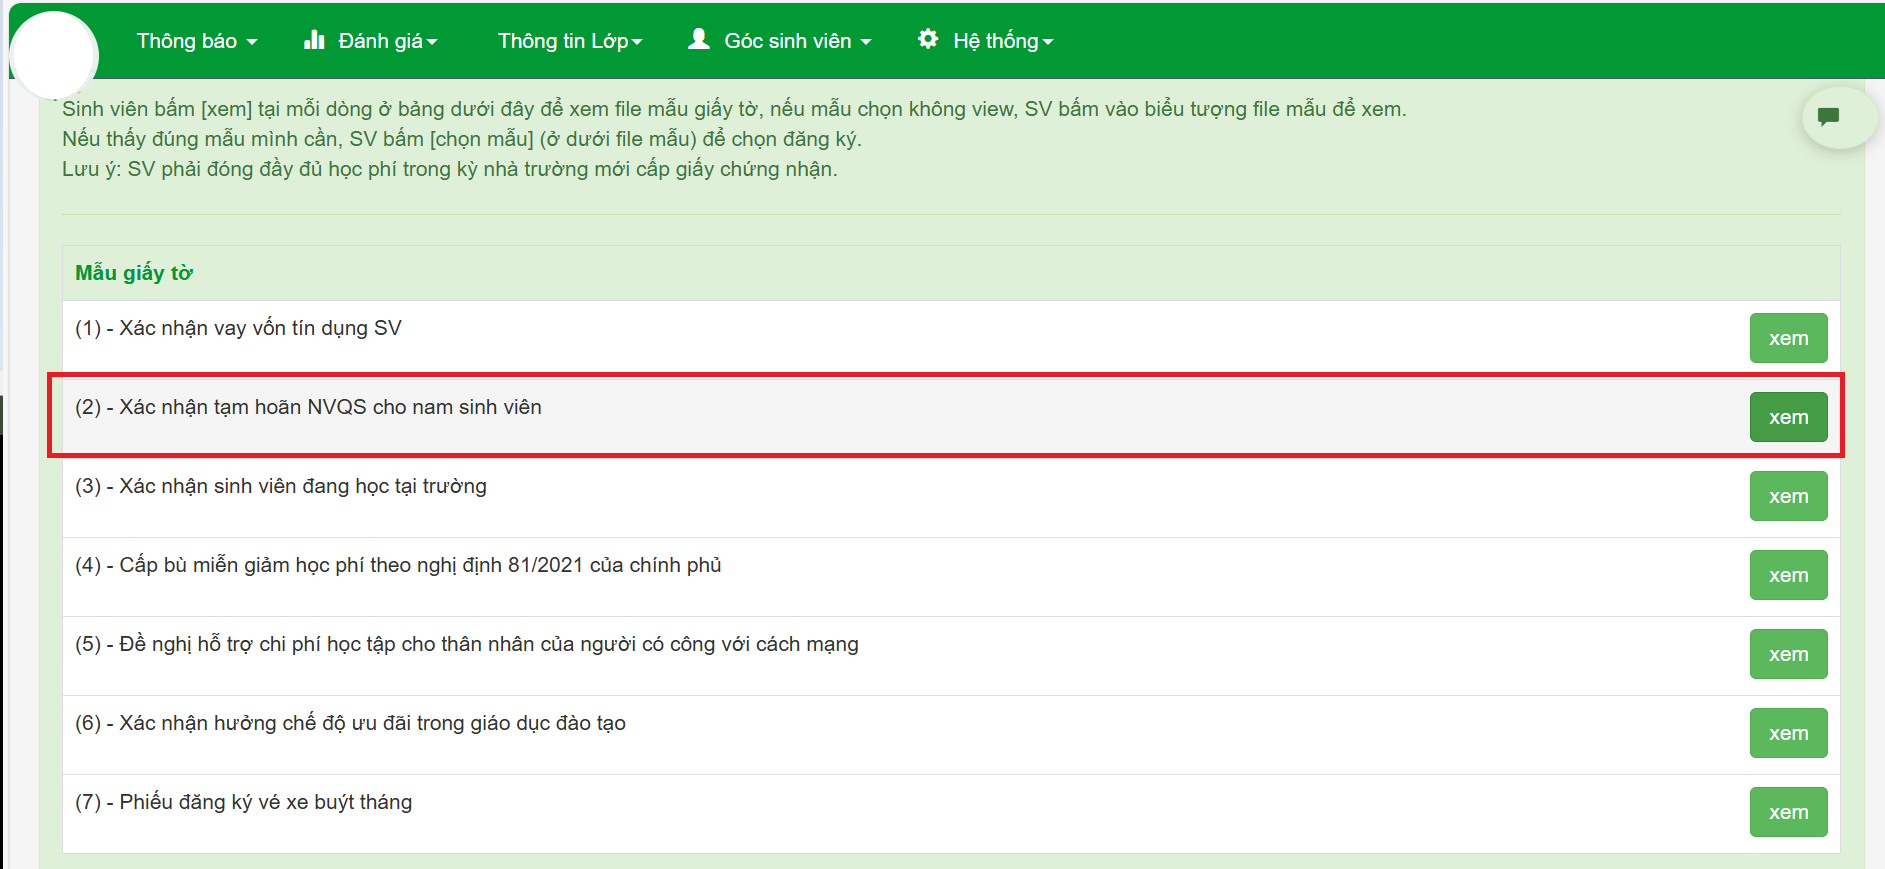 Thông báo Đánh giá Thông tin Lớp Góc sinh viên Hệ thống
Sinh viên bấm [xem] tại mỗi dòng ở bảng dưới đây để xem file mẫu giấy tờ, nếu mẫu chọn không view, SV bấm vào biểu tượng file mẫu để xem.
Nếu thấy đúng mẫu mình cần, SV bấm [chọn mẫu] (ở dưới file mẫu) để chọn đăng ký.
Lưu ý: SV phải đóng đầy đủ học phí trong kỳ nhà trường mới cấp giấy chứng nhận.
Mẫu giấy tờ
(1) - Xác nhận vay vốn tín dụng SV xem
(2) - Xác nhận tạm hoãn NVQS cho nam sinh viên xem
(3) - Xác nhận sinh viên đang học tại trường xem
(4) - Cấp bù miễn giảm học phí theo nghị định 81/2021 của chính phủ xem
(5) - Đề nghị hỗ trợ chi phí học tập cho thân nhân của người có công với cách mạng xem
(6) - Xác nhận hưởng chế độ ưu đãi trong giáo dục đào tạo xem
(7) - Phiếu đăng ký vé xe buýt tháng xem